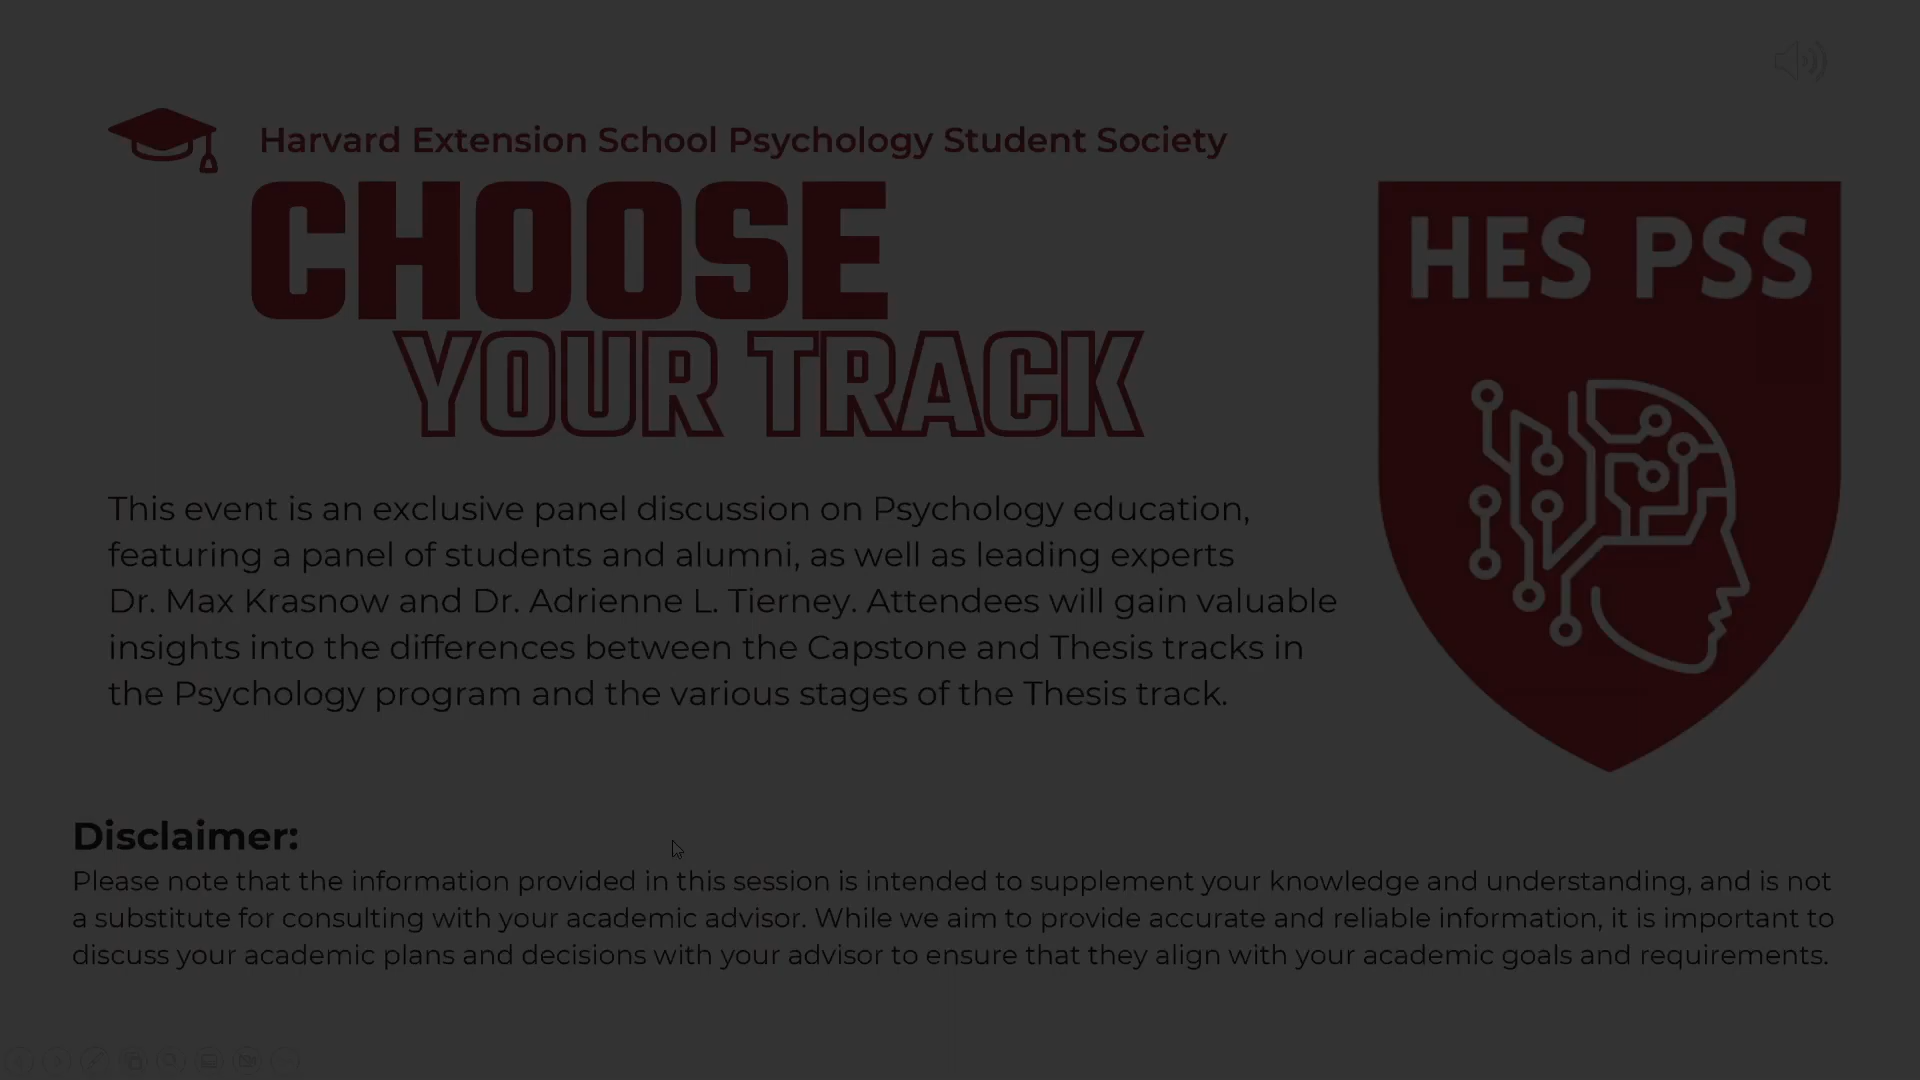 Harvard Extension School Psychology Student Society
CHOOSE
YOUR TRACK
HES PSS
This event is an exclusive panel discussion on Psychology education,
featuring a panel of students and alumni, as well as leading experts
Dr. Max Krasnow and Dr. Adrienne L. Tierney. Attendees will gain valuable
insights into the differences between the Capstone and Thesis tracks in
the Psychology program and the various stages of the Thesis track.
Disclaimer:
Please note that the information provided in this session is intended to supplement your knowledge and understanding, and is not
a substitute for consulting with your academic advisor. While we aim to provide accurate and reliable information, it is important to
discuss your academic plans and decisions with your advisor to ensure that they align with your academic goals and requirements.